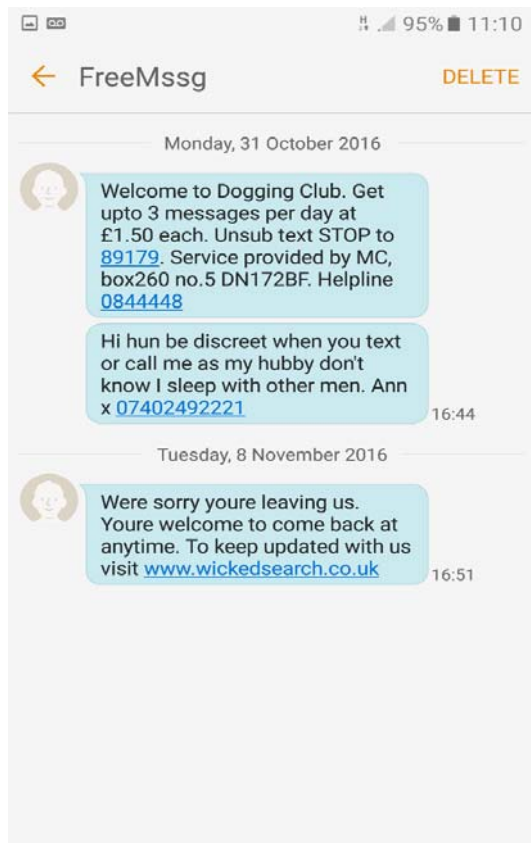 95% 11:10
FreeMssg
DELETE
Monday, 31 October 2016
Welcome to Dogging Club. Get
upto 3 messages per day at
£1.50 each. Unsub text STOP to
89179. Service provided by MC,
box260 no.5 DN172BF. Helpline
0844448
Hi hun be discreet when you text
or call me as my hubby don't
know I sleep with other men. Ann
x 07402492221
16:44
Tuesday, 8 November 2016
Were sorry youre leaving us.
Youre welcome to come back at
anytime. To keep updated with us
visit www.wickedsearch.co.uk
16:51